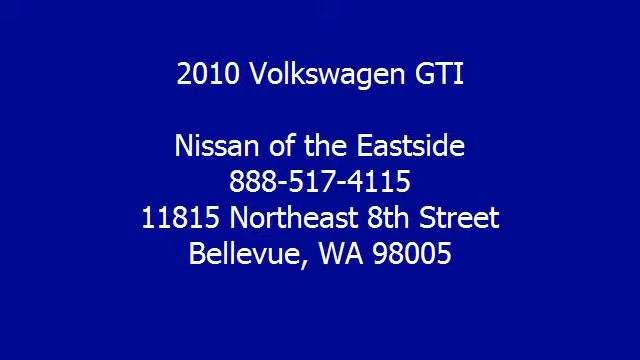 2010 Volkswagen GTI
Nissan of the Eastside
888-517-4115
11815 Northeast 8th Street
Bellevue, WA 98005